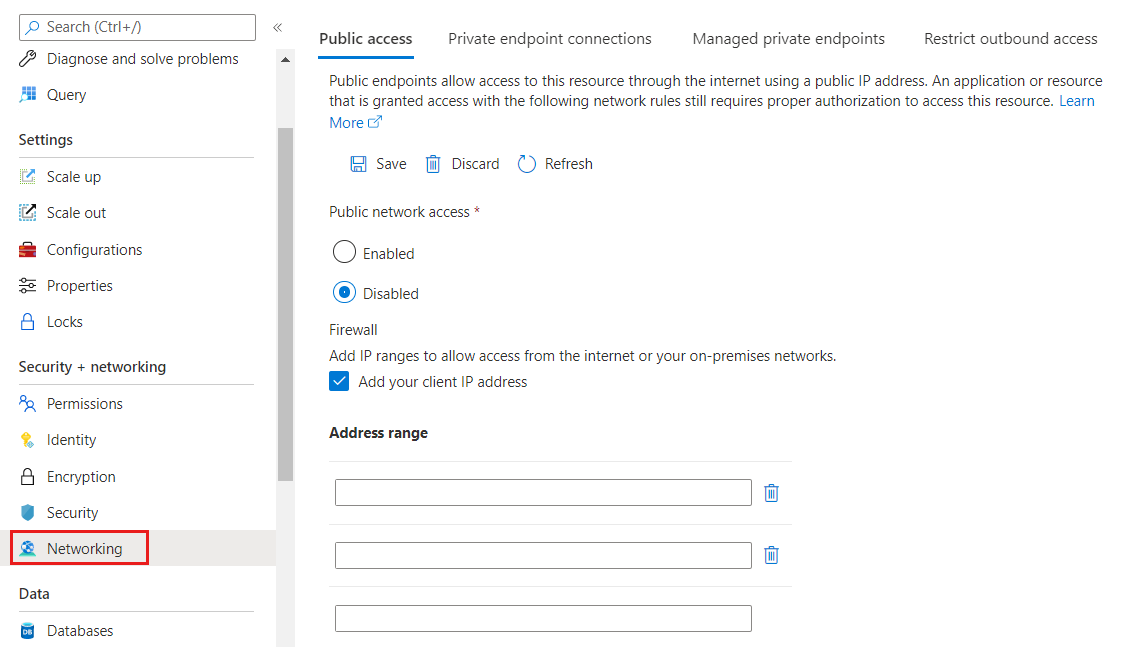 Search (Ctrl+/)
Diagnose and solve problems
Query
Settings
Scale up
Scale out
Configurations
Properties
Locks
Security + networking
Permissions
Identity
Encryption
Security
Networking
Data
Databases
Public access
Private endpoint connections
Managed private endpoints
Restrict outbound access
Public endpoints allow access to this resource through the internet using a public IP address. An application or resource
that is granted access with the following network rules still requires proper authorization to access this resource. Learn
More
Save
Discard
Refresh
Public network access *
Enabled
Disabled
Firewall
Add IP ranges to allow access from the internet or your on-premises networks.
Add your client IP address
Address range